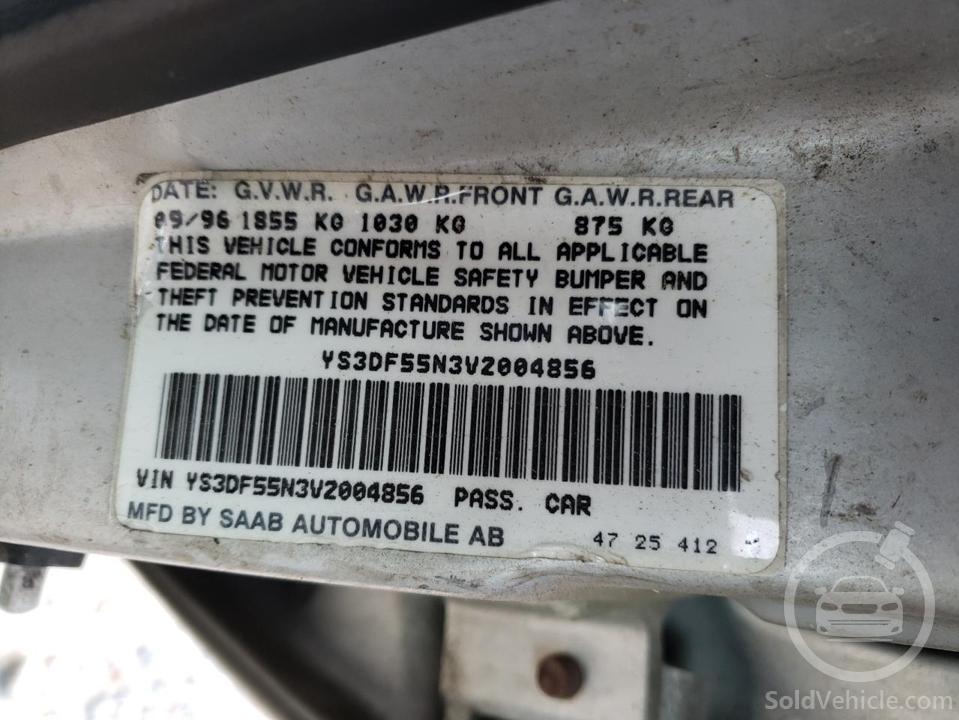 DATE: G.V.W.R. G.A.W.R.FRONT G.A.W.R.REAR
09/96 1855 KG 1030 KG 875 KG
THIS VEHICLE CONFORMS TO ALL APPLICABLE
FEDERAL MOTOR VEHICLE SAFETY BUMPER AND
THEFT PREVENTION STANDARDS IN EFFECT ON
THE DATE OF MANUFACTURE SHOWN ABOVE.
YS3DF55N3V2004856
VIN YS3DF55N3V2004856 PASS. CAR
MFD BY SAAB AUTOMOBILE AB 47 25 412
SoldVehicle.com